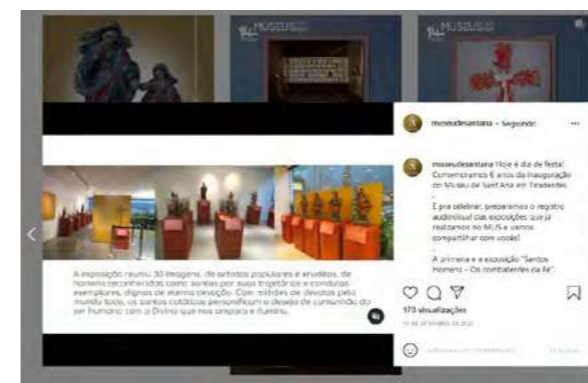 MUSEUS
MUSEUS
museudesantana • Seguindo
museudesantana Hoje é dia de festa!
Comemoramos 6 anos da inauguração
do Museu de Sant'Ana em Tiradentes.
E pra celebrar, preparamos o registro
audiovisual das exposições que já
realizamos no MUS e vamos
compartilhar com vocês!
A primeira é a exposição "Santos
Homens - Os combatentes da fé".
A exposição reuniu 30 imagens, de artistas populares e eruditos, de
homens reconhecidos como santos por suas trajetórias e condutas
exemplares, dignas de eterna devoção. Com milhões de devotos pelo
mundo todo, os santos católicos personificam o desejo de comunhão do
ser humano com o Divino que nos ampara e ilumina.
173 visualizações